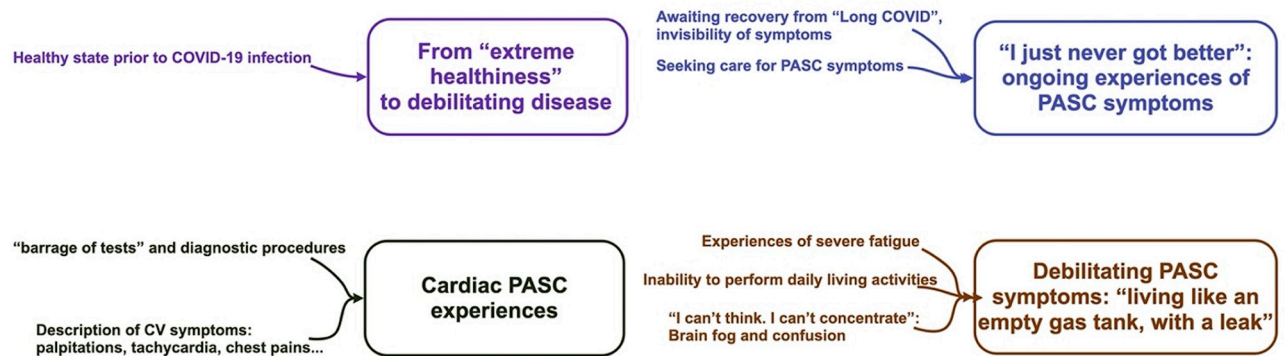 Healthy state prior to COVID-19 infection
From “extreme
healthiness”
to debilitating disease
Awaiting recovery from “Long COVID”,
invisibility of symptoms
Seeking care for PASC symptoms
“I just never got better”:
ongoing experiences of
PASC symptoms
“barrage of tests” and diagnostic procedures
Description of CV symptoms:
palpitations, tachycardia, chest pains...
Cardiac PASC
experiences
Experiences of severe fatigue
Inability to perform daily living activities
“I can’t think. I can’t concentrate”:
Brain fog and confusion
Debilitating PASC
symptoms: “living like an
empty gas tank, with a leak”